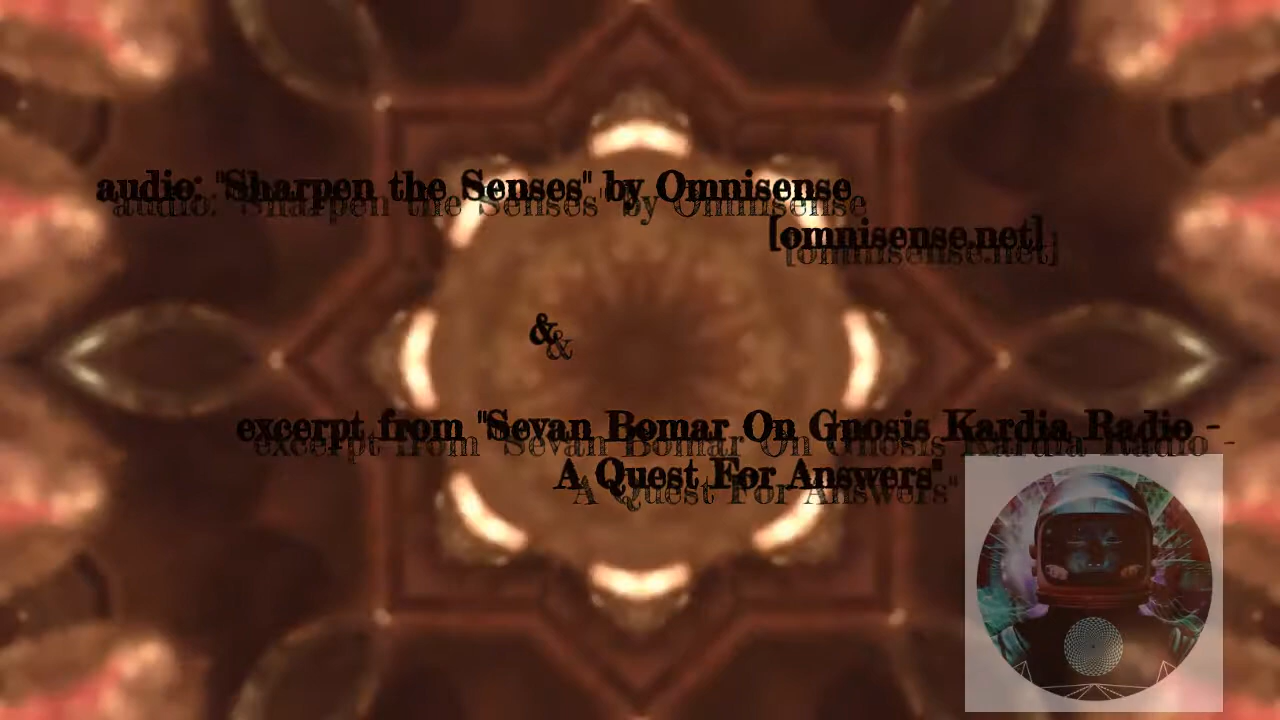 audio: "Sharpen the Senses" by Omnisense
[omnisense.net]
&
excerpt from "Sevan Bomar On Gnosis Kardia Radio -
A Quest For Answers"